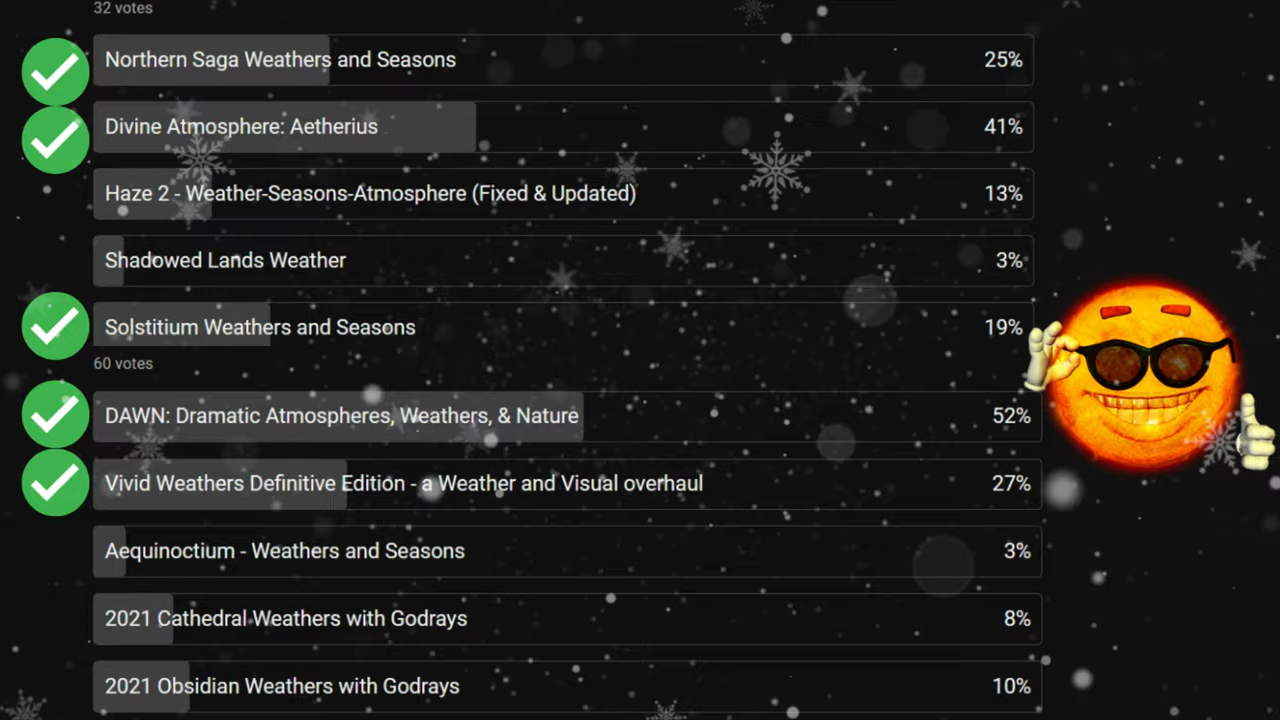 32 votes
Northern Saga Weathers and Seasons 25%
Divine Atmosphere: Aetherius 41%
Haze 2 - Weather-Seasons-Atmosphere (Fixed & Updated) 13%
Shadowed Lands Weather 3%
Solstitium Weathers and Seasons 19%
60 votes
DAWN: Dramatic Atmospheres, Weathers, & Nature 52%
Vivid Weathers Definitive Edition - a Weather and Visual overhaul 27%
Aequinoctium - Weathers and Seasons 3%
2021 Cathedral Weathers with Godrays 8%
2021 Obsidian Weathers with Godrays 10%